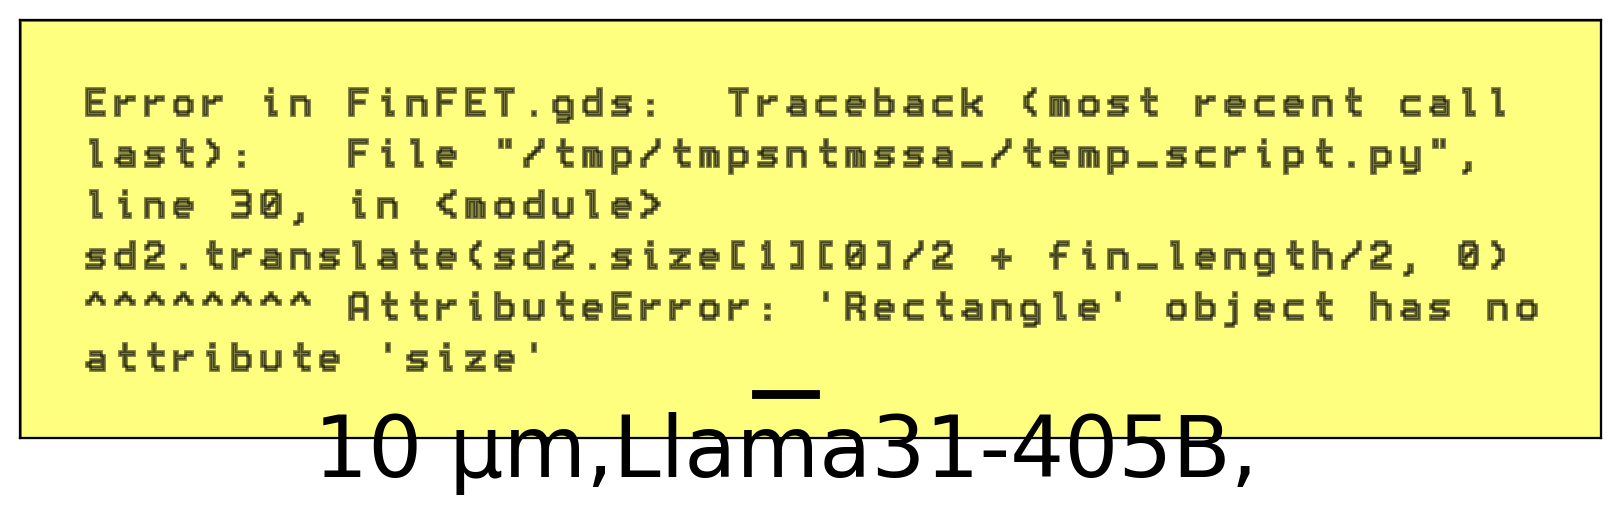 Error in FinFET.gds:  Traceback (most recent call
last):   File "/tmp/tmpsntmssa_/temp_script.py",
line 30, in <module>
sd2.translate(sd2.size[1][0]/2 + fin_length/2, 0)
^^^^^^^^ AttributeError: 'Rectangle' object has no
attribute 'size'
10 µm,Llama31-405B,